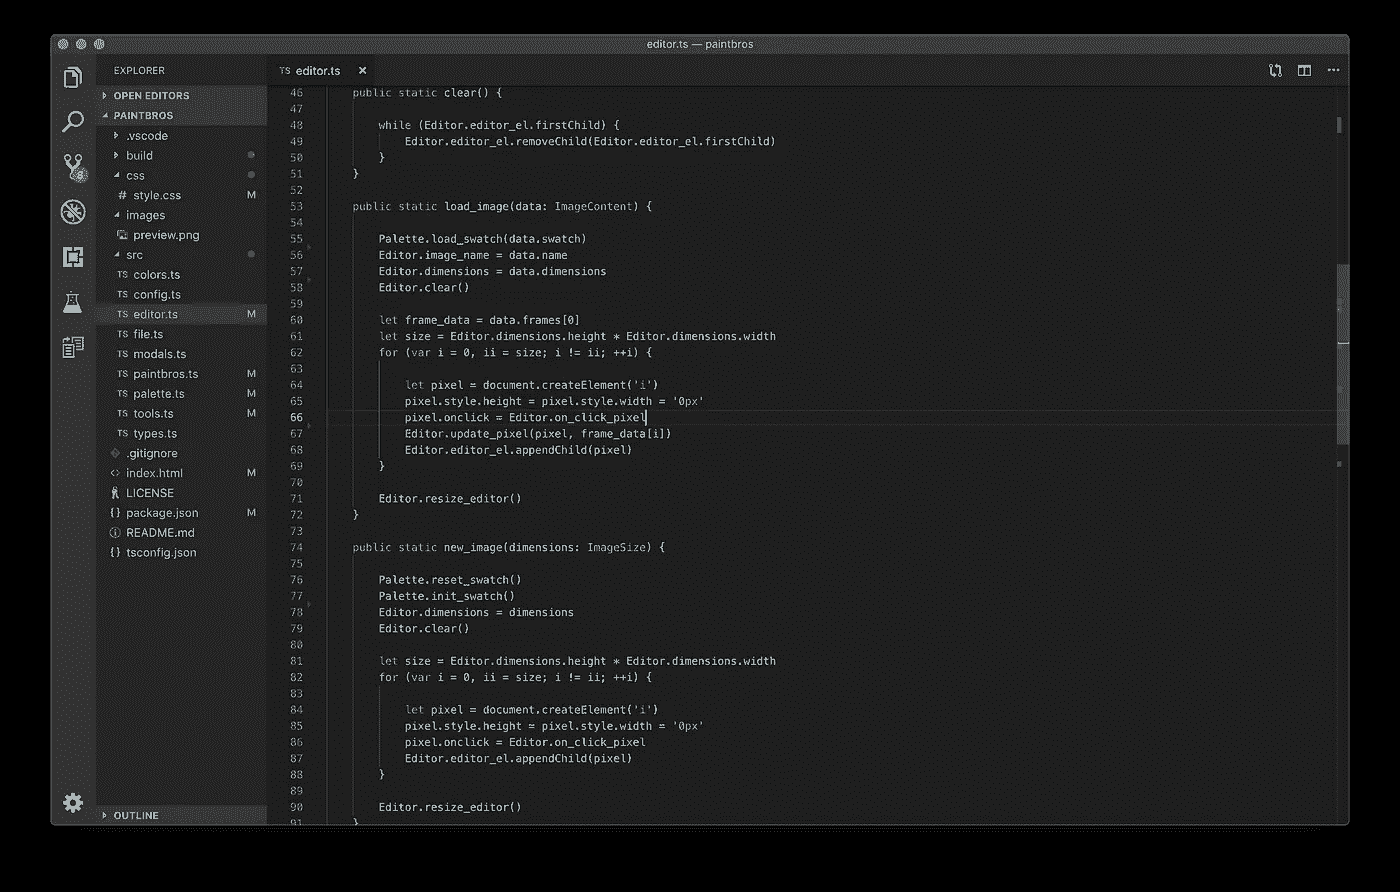 editor.ts — paintbros
EXPLORER
OPEN EDITORS
PAINTBROS
.vscode
build
css
# style.css M
images
preview.png
src
TS colors.ts
TS config.ts
TS editor.ts M
TS file.ts
TS modals.ts
TS paintbros.ts M
TS palette.ts M
TS tools.ts M
TS types.ts
.gitignore
<> index.html M
LICENSE
{} package.json M
README.md
{} tsconfig.json
OUTLINE
TS editor.ts ×
46 public static clear() {
47
48 while (Editor.editor_el.firstChild) {
49 Editor.editor_el.removeChild(Editor.editor_el.firstChild)
50 }
51 }
52
53 public static load_image(data: ImageContent) {
54
55 Palette.load_swatch(data.swatch)
56 Editor.image_name = data.name
57 Editor.dimensions = data.dimensions
58 Editor.clear()
59
60 let frame_data = data.frames[0]
61 let size = Editor.dimensions.height * Editor.dimensions.width
62 for (var i = 0, ii = size; i != ii; ++i) {
63
64 let pixel = document.createElement('i')
65 pixel.style.height = pixel.style.width = '0px'
66 pixel.onclick = Editor.on_click_pixel
67 Editor.update_pixel(pixel, frame_data[i])
68 Editor.editor_el.appendChild(pixel)
69 }
70
71 Editor.resize_editor()
72 }
73
74 public static new_image(dimensions: ImageSize) {
75
76 Palette.reset_swatch()
77 Palette.init_swatch()
78 Editor.dimensions = dimensions
79 Editor.clear()
80
81 let size = Editor.dimensions.height * Editor.dimensions.width
82 for (var i = 0, ii = size; i != ii; ++i) {
83
84 let pixel = document.createElement('i')
85 pixel.style.height = pixel.style.width = '0px'
86 pixel.onclick = Editor.on_click_pixel
87 Editor.editor_el.appendChild(pixel)
88 }
89
90 Editor.resize_editor()
91 }